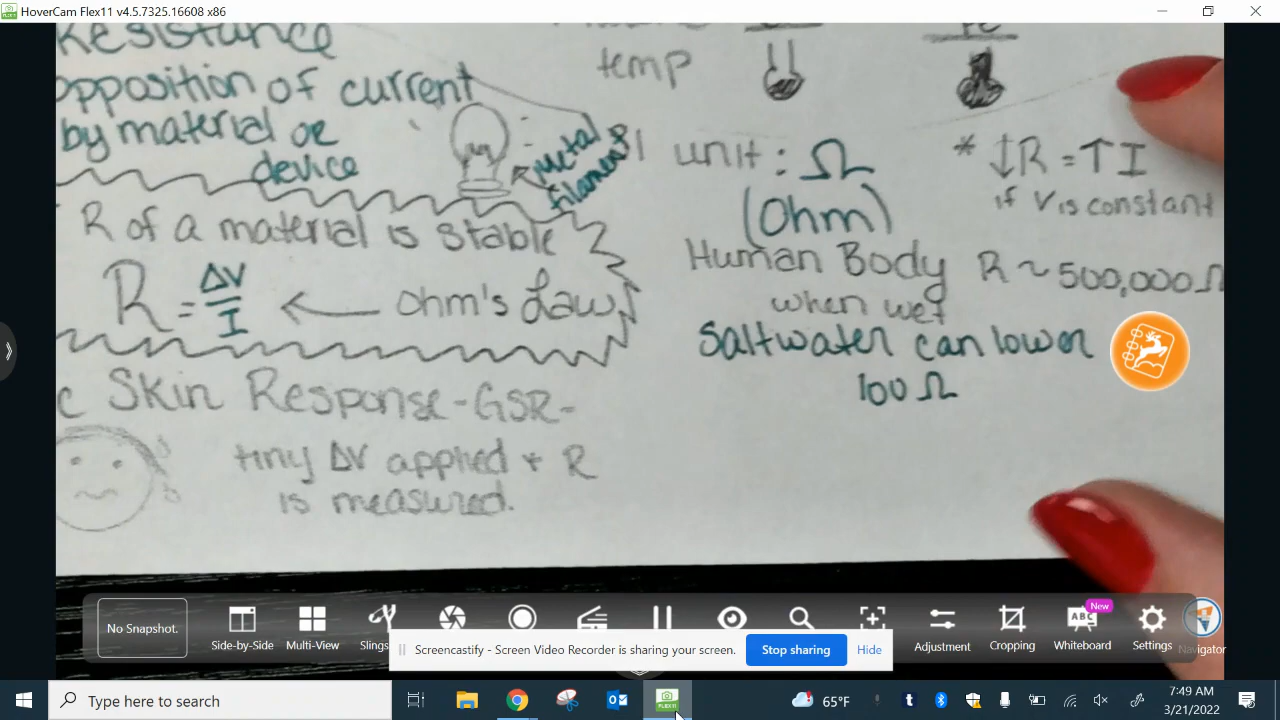 HoverCam Flex11 v4.5.7325.16608 x86
Resistance
opposition of current
by material or
device
metal
filament
temp
unit : Ω
(Ohm)
* ↓R = ↑I
if V is constant
R of a material is stable
R = ΔV
I
← Ohm's Law
Human Body R ~ 500,000 Ω
when wet
Saltwater can lower
100 Ω
c Skin Response - GSR -
tiny ΔV applied + R
is measured.
No Snapshot.
Side-by-Side
Multi-View
Slings
Adjustment
Cropping
ABC
New
Whiteboard
Settings
Navigator
Screencastify - Screen Video Recorder is sharing your screen.
Stop sharing
Hide
Type here to search
FLEX11
65°F
7:49 AM
3/21/2022